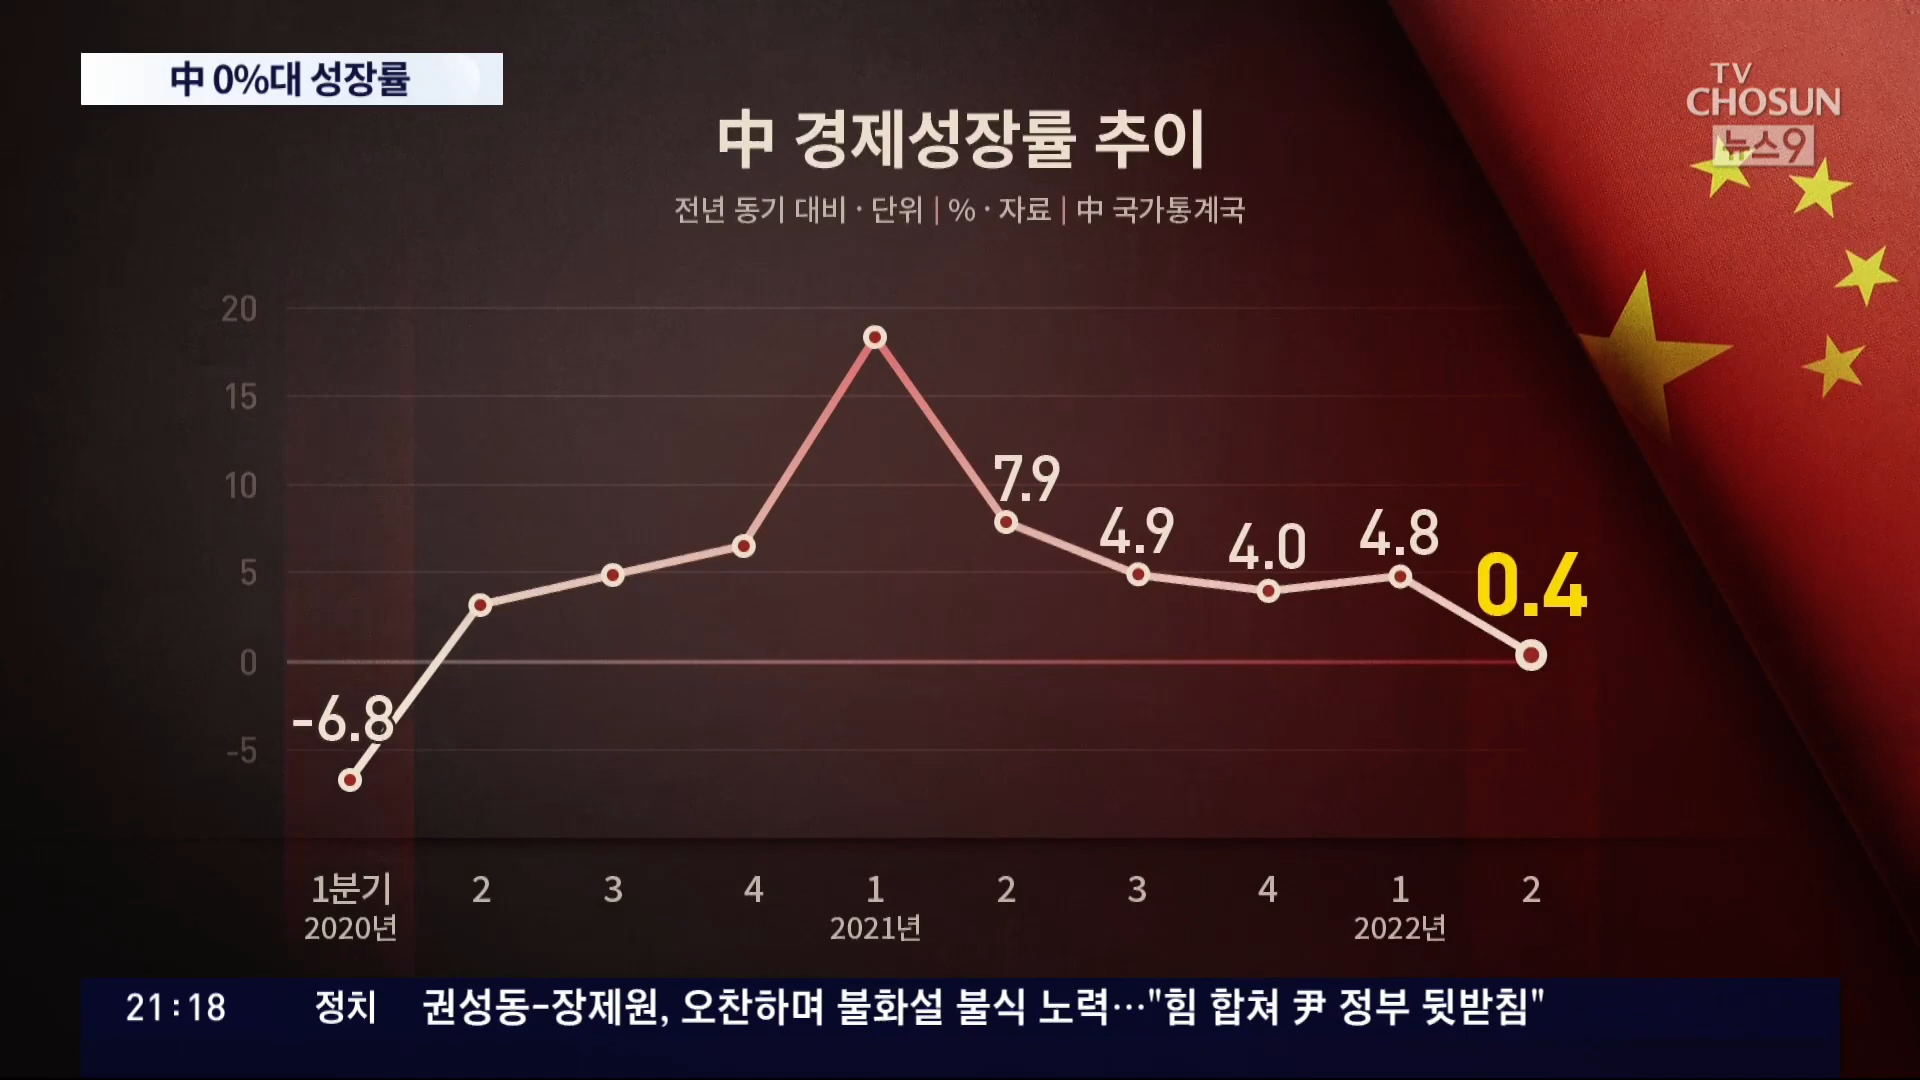 中 0%대 성장률
TV
CHOSUN
뉴스9
中 경제성장률 추이
전년 동기 대비 · 단위 | % · 자료 | 中 국가통계국
20
15
10
5
0
-5
-6.8
7.9
4.9
4.0
4.8
0.4
1분기 2 3 4 1 2 3 4 1 2
2020년 2021년 2022년
21:18 정치 권성동-장제원, 오찬하며 불화설 불식 노력…"힘 합쳐 尹 정부 뒷받침"